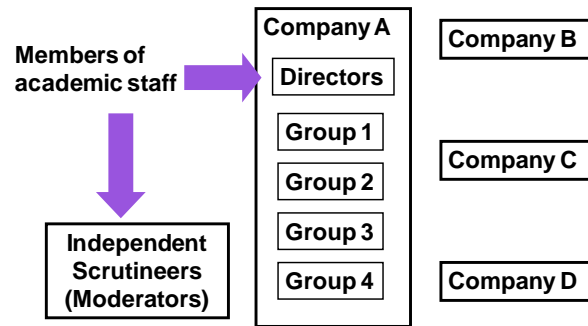 Members of
academic staff
Independent
Scrutineers
(Moderators)
Company A
Directors
Group 1
Group 2
Group 3
Group 4
Company B
Company C
Company D